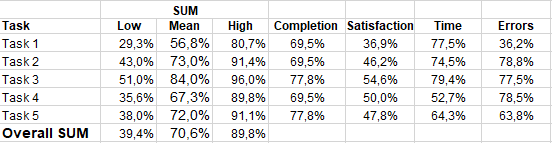 SUM
Task Low Mean High Completion Satisfaction Time Errors
Task 1 29,3% 56,8% 80,7% 69,5% 36,9% 77,5% 36,2%
Task 2 43,0% 73,0% 91,4% 69,5% 46,2% 74,5% 78,8%
Task 3 51,0% 84,0% 96,0% 77,8% 54,6% 79,4% 77,5%
Task 4 35,6% 67,3% 89,8% 69,5% 50,0% 52,7% 78,5%
Task 5 38,0% 72,0% 91,1% 77,8% 47,8% 64,3% 63,8%
Overall SUM 39,4% 70,6% 89,8%